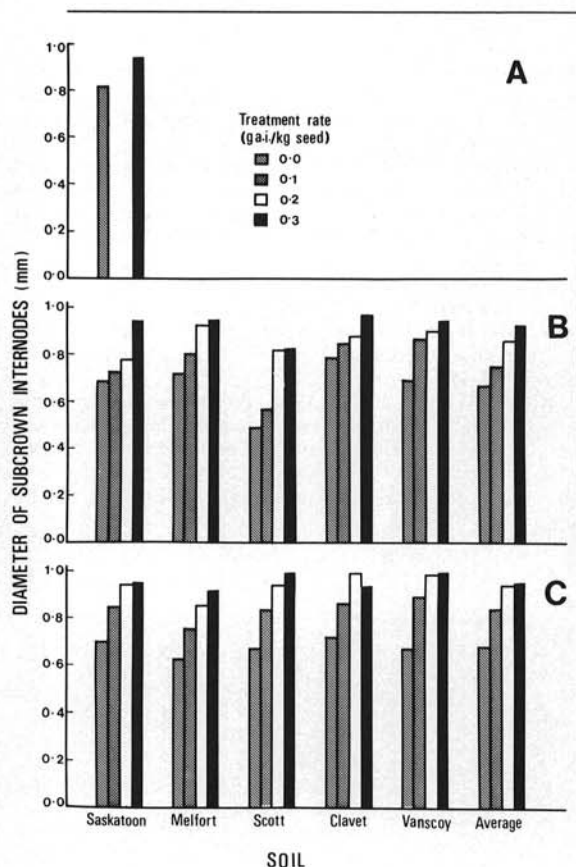 A
1·0
0·8
0·6
0·4
0·2
0·0
Treatment rate
(g a·i·/kg seed)
0·0
0·1
0·2
0·3
DIAMETER OF SUBCROWN INTERNODES (mm)
B
1·0
0·8
0·6
0·4
0·2
0·0
C
1·0
0·8
0·6
0·4
0·2
0·0
Saskatoon Melfort Scott Clavet Vanscoy Average
SOIL